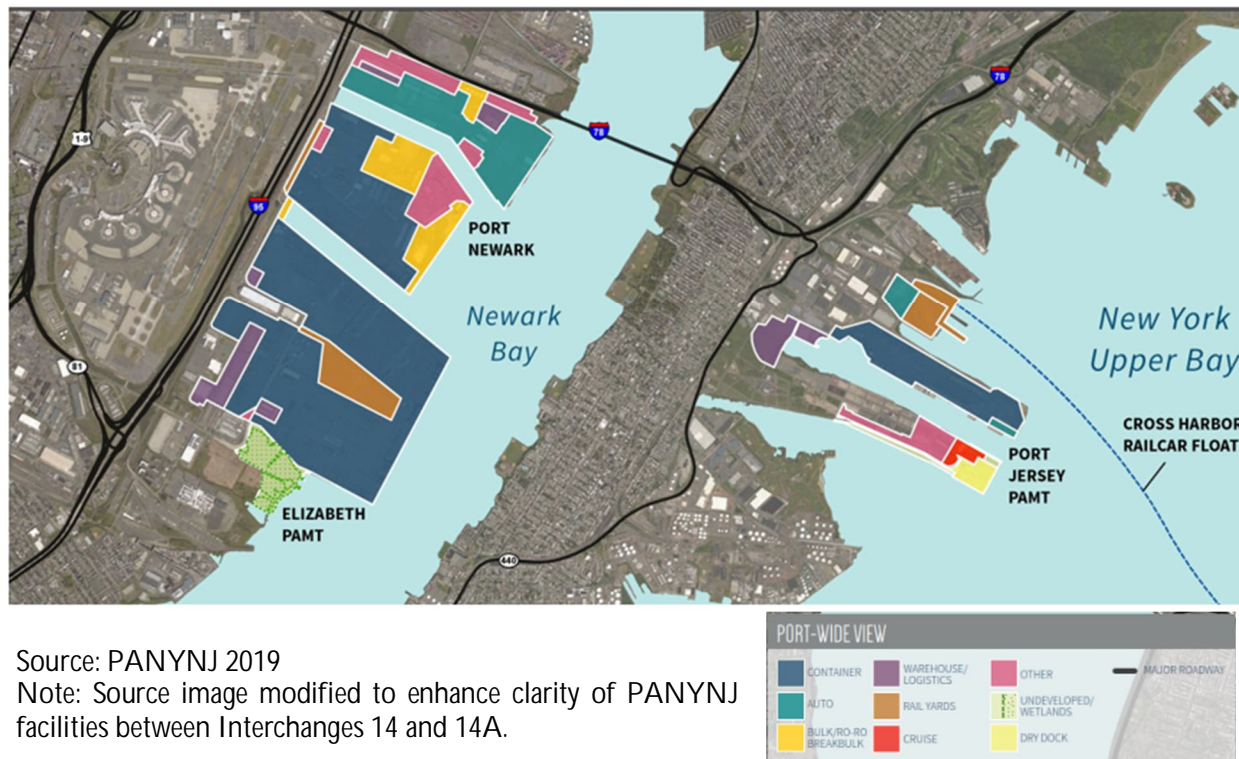 78
1-9
78
95
PORT
NEWARK
Newark
Bay
New York
Upper Bay
81
CROSS HARBOR
RAILCAR FLOAT
PORT
JERSEY
PAMT
ELIZABETH
PAMT
440
Source: PANYNJ 2019
Note: Source image modified to enhance clarity of PANYNJ
facilities between Interchanges 14 and 14A.
PORT-WIDE VIEW
CONTAINER
WAREHOUSE/
LOGISTICS
OTHER
MAJOR ROADWAY
AUTO
RAIL YARDS
UNDEVELOPED/
WETLANDS
BULK/RO-RO
BREAKBULK
CRUISE
DRY DOCK